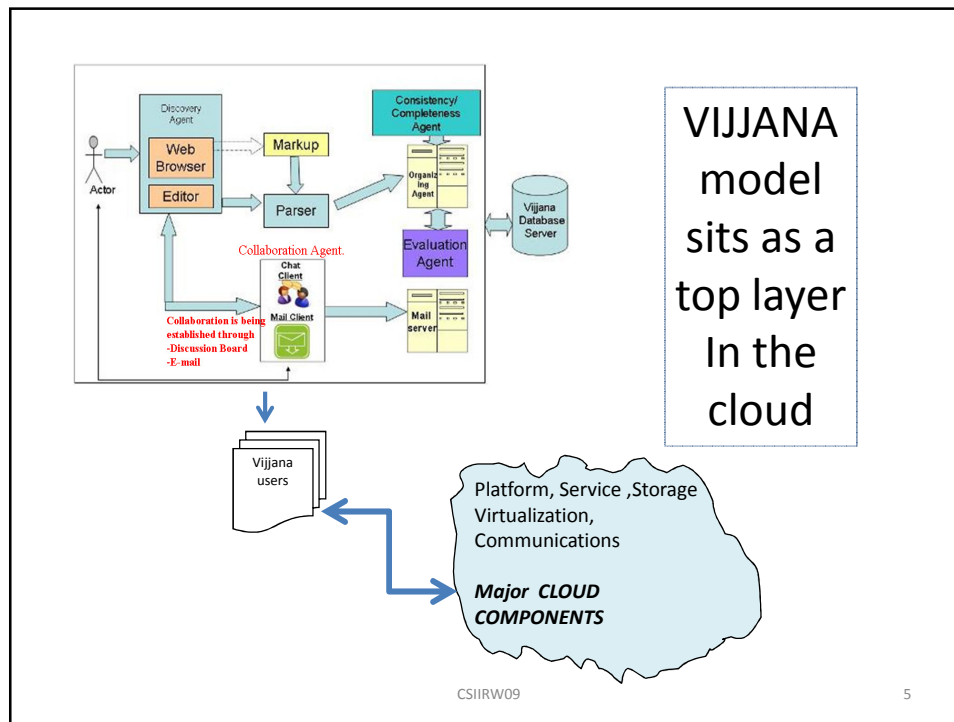 Discovery
Agent
Web
Browser
Editor
Actor
Markup
Parser
Consistency/
Completeness
Agent
Organiz
ing
Agent
Evaluation
Agent
Vijjana
Database
Server
Collaboration Agent.
Chat
Client
Mail Client
Mail
server
Collaboration is being
established through
-Discussion Board
-E-mail
VIJJANA
model
sits as a
top layer
In the
cloud
Vijjana
users
Platform, Service ,Storage
Virtualization,
Communications
Major CLOUD
COMPONENTS
CSIIRW09
5